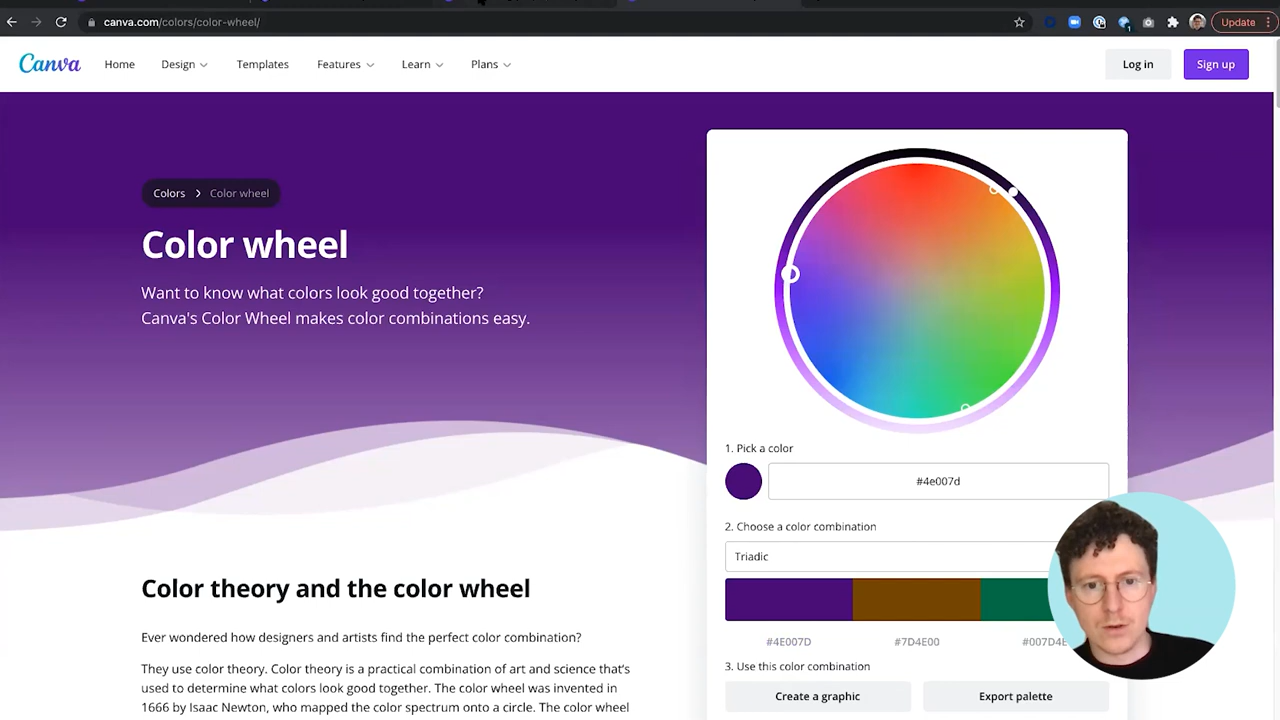 canva.com/colors/color-wheel/
Update
Canva
Home
Design
Templates
Features
Learn
Plans
Log in
Sign up
Colors
Color wheel
Color wheel
Want to know what colors look good together?
Canva's Color Wheel makes color combinations easy.
Color theory and the color wheel
Ever wondered how designers and artists find the perfect color combination?
They use color theory. Color theory is a practical combination of art and science that's
used to determine what colors look good together. The color wheel was invented in
1666 by Isaac Newton, who mapped the color spectrum onto a circle. The color wheel
1. Pick a color
#4e007d
2. Choose a color combination
Triadic
#4E007D
#7D4E00
#007D4E
3. Use this color combination
Create a graphic
Export palette